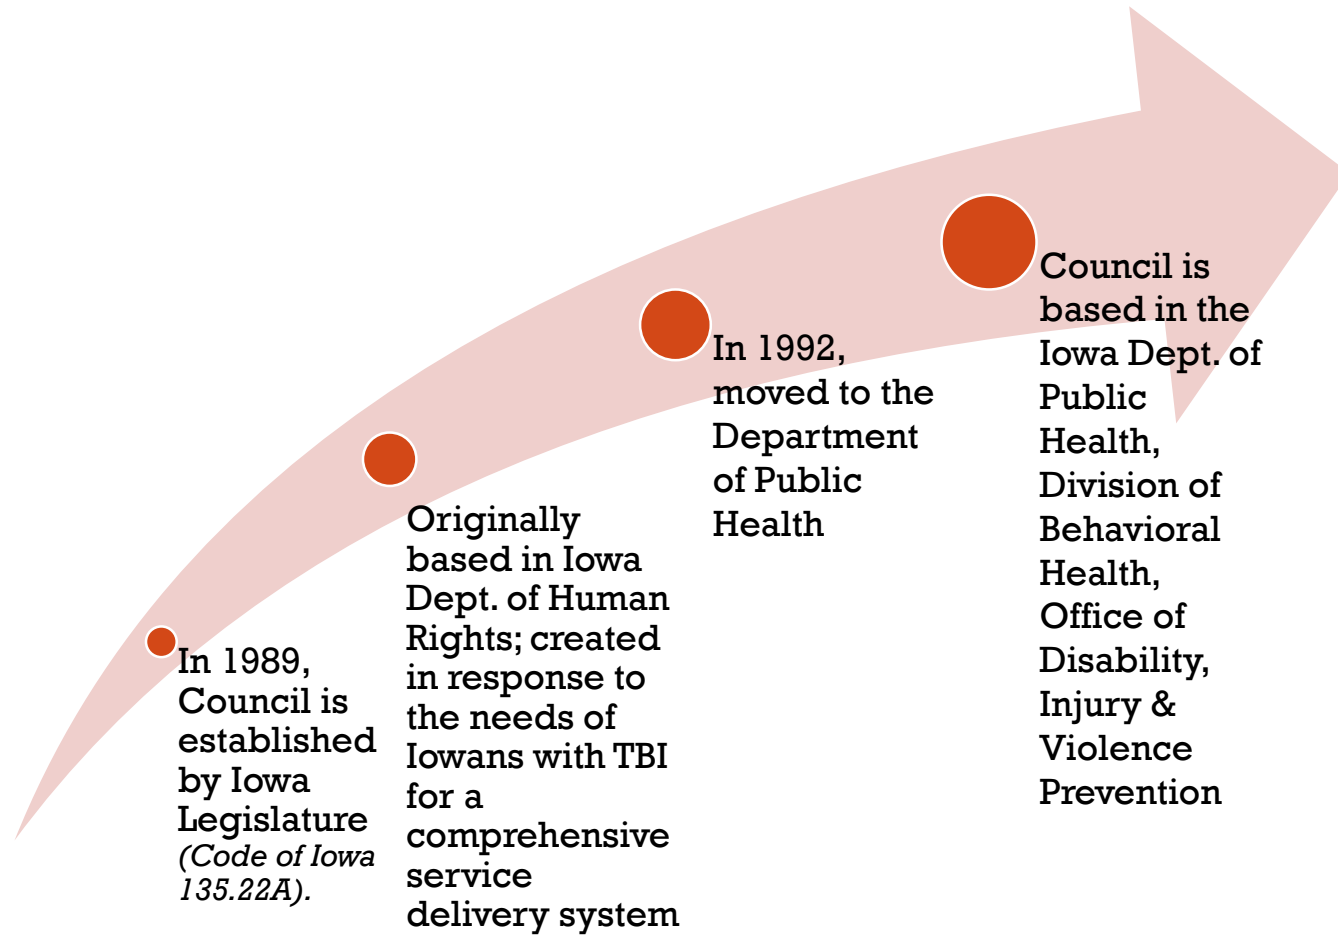 In 1989,
Council is
established
by Iowa
Legislature
(Code of Iowa
135.22A).
Originally
based in Iowa
Dept. of Human
Rights; created
in response to
the needs of
Iowans with TBI
for a
comprehensive
service
delivery system
In 1992,
moved to the
Department
of Public
Health
Council is
based in the
Iowa Dept. of
Public
Health,
Division of
Behavioral
Health,
Office of
Disability,
Injury &
Violence
Prevention